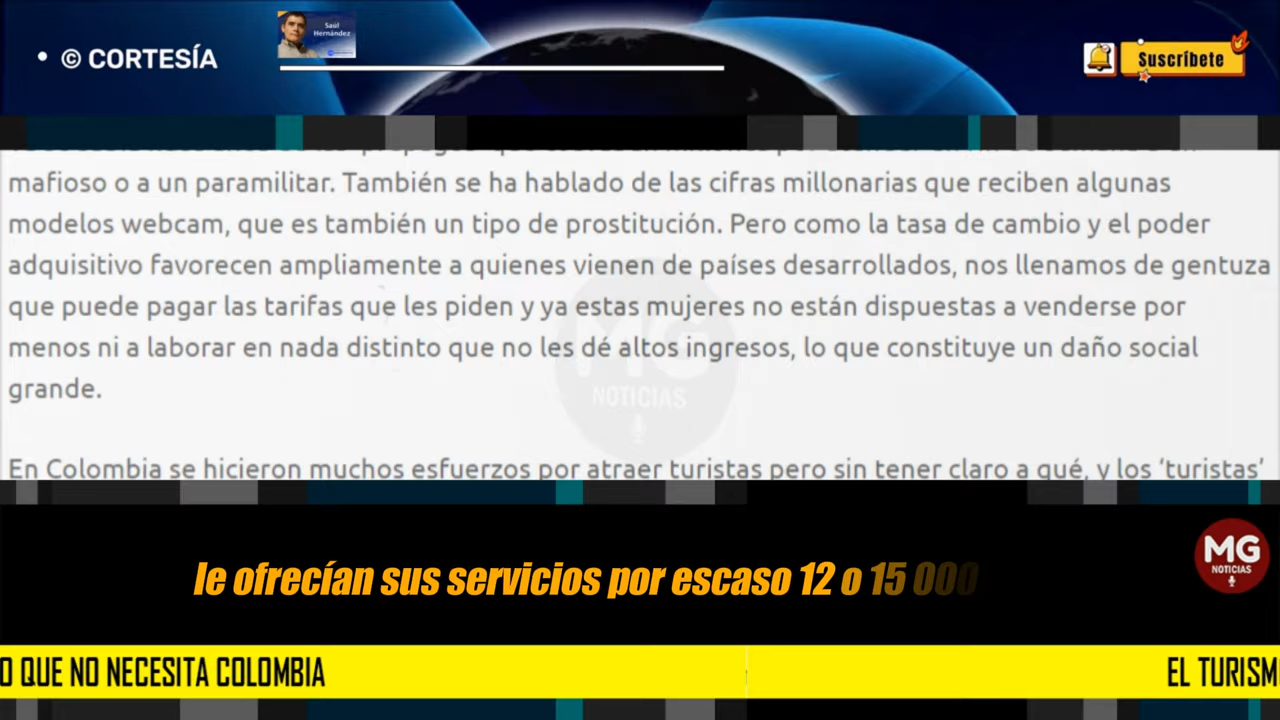 • © CORTESÍA
Saúl
Hernández
Suscríbete
mafioso o a un paramilitar. También se ha hablado de las cifras millonarias que reciben algunas
modelos webcam, que es también un tipo de prostitución. Pero como la tasa de cambio y el poder
adquisitivo favorecen ampliamente a quienes vienen de países desarrollados, nos llenamos de gentuza
que puede pagar las tarifas que les piden y ya estas mujeres no están dispuestas a venderse por
menos ni a laborar en nada distinto que no les dé altos ingresos, lo que constituye un daño social
grande.
MG
NOTICIAS
En Colombia se hicieron muchos esfuerzos por atraer turistas pero sin tener claro a qué, y los ‘turistas’
le ofrecían sus servicios por escaso 12 o 15 000
MG
NOTICIAS
O QUE NO NECESITA COLOMBIA
EL TURISM